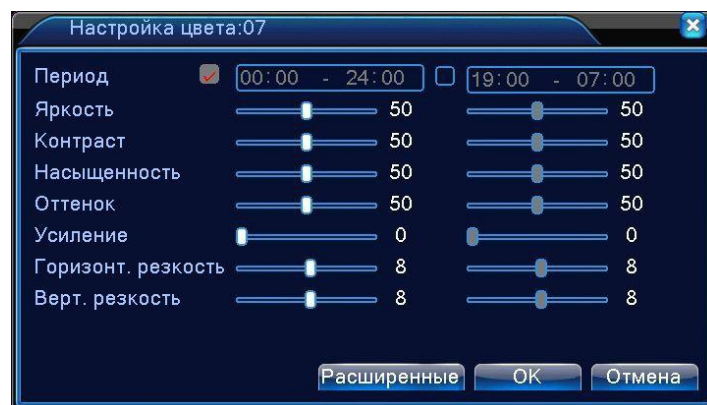 Настройка цвета:07
Период 00:00 - 24:00 19:00 - 07:00
Яркость 50 50
Контраст 50 50
Насыщенность 50 50
Оттенок 50 50
Усиление 0 0
Горизонт. резкость 8 8
Верт. резкость 8 8
Расширенные OK Отмена